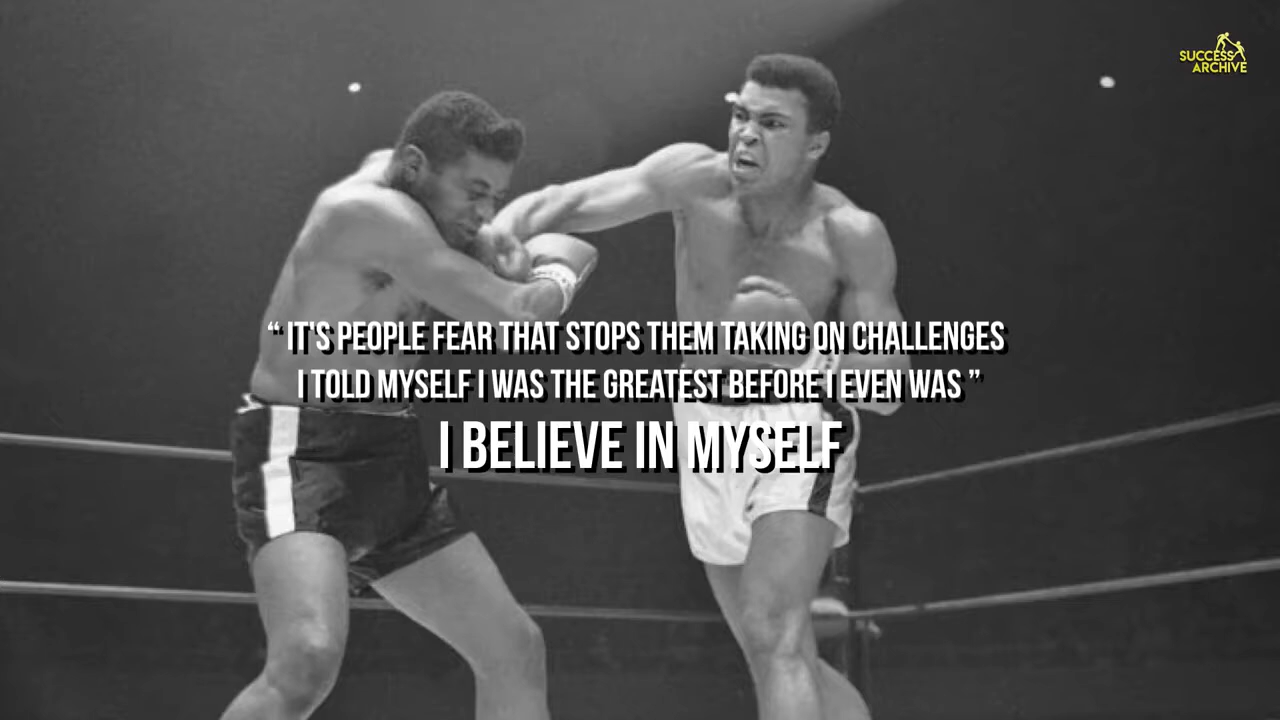 SUCCESS
ARCHIVE
“ IT'S PEOPLE FEAR THAT STOPS THEM TAKING ON CHALLENGES
I TOLD MYSELF I WAS THE GREATEST BEFORE I EVEN WAS ”
I BELIEVE IN MYSELF